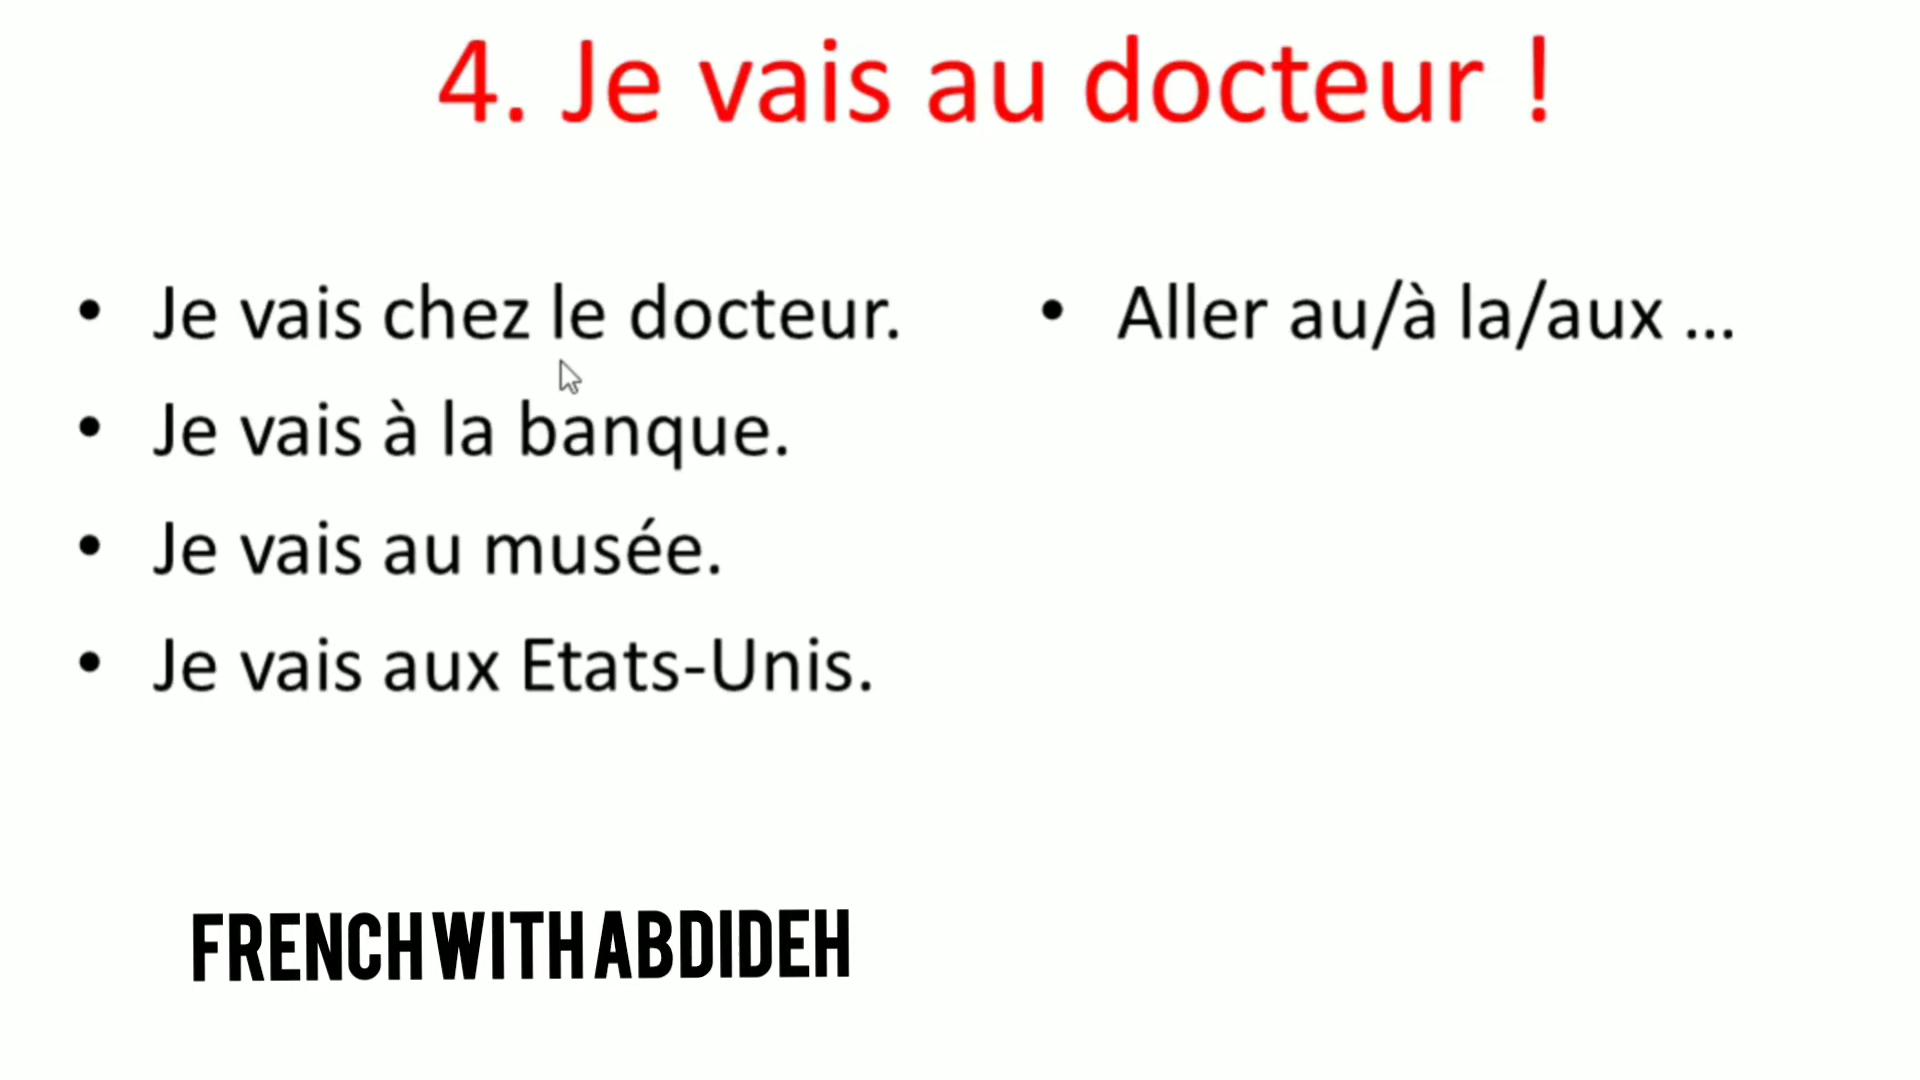 4. Je vais au docteur !
• Je vais chez le docteur.
• Je vais à la banque.
• Je vais au musée.
• Je vais aux Etats-Unis.
• Aller au/à la/aux ...
FRENCH WITH ABDIDEH